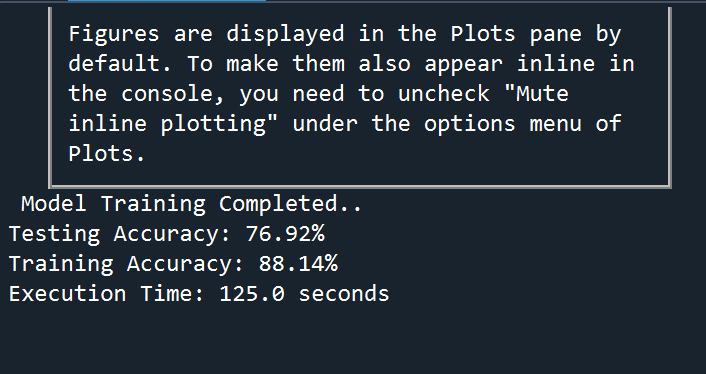 Figures are displayed in the Plots pane by
default. To make them also appear inline in
the console, you need to uncheck "Mute
inline plotting" under the options menu of
Plots.
Model Training Completed..
Testing Accuracy: 76.92%
Training Accuracy: 88.14%
Execution Time: 125.0 seconds